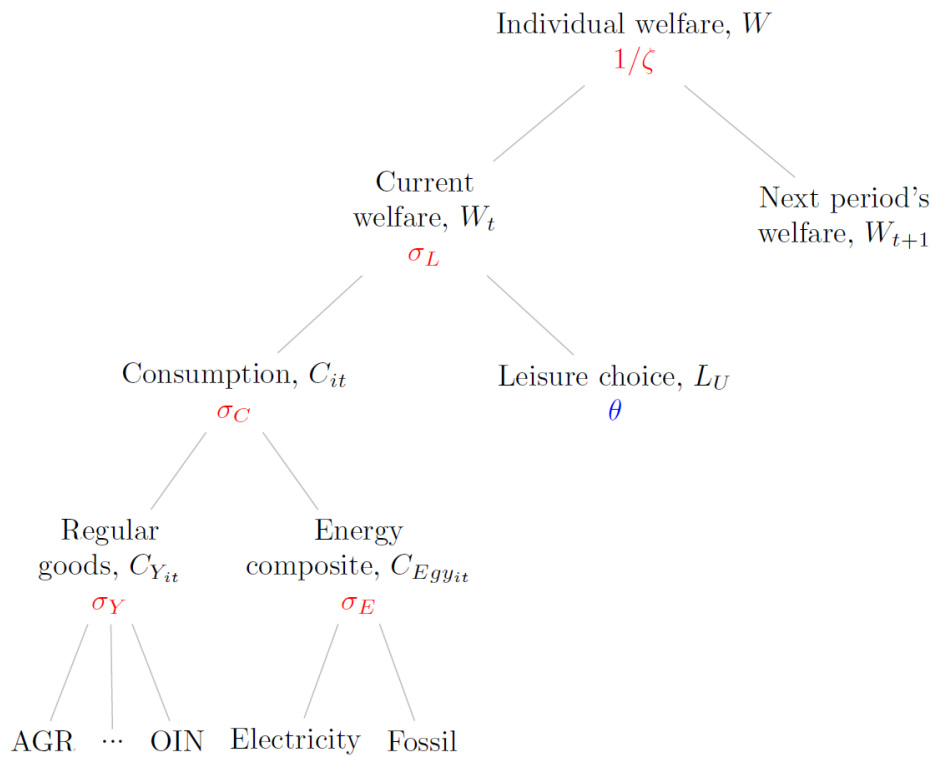 Individual welfare, W
1/ζ
Current
welfare, W_t
σ_L
Next period's
welfare, W_{t+1}
Consumption, C_{it}
σ_C
Leisure choice, L_U
θ
Regular
goods, C_{Y_{it}}
σ_Y
Energy
composite, C_{Egy_{it}}
σ_E
AGR ... OIN Electricity Fossil